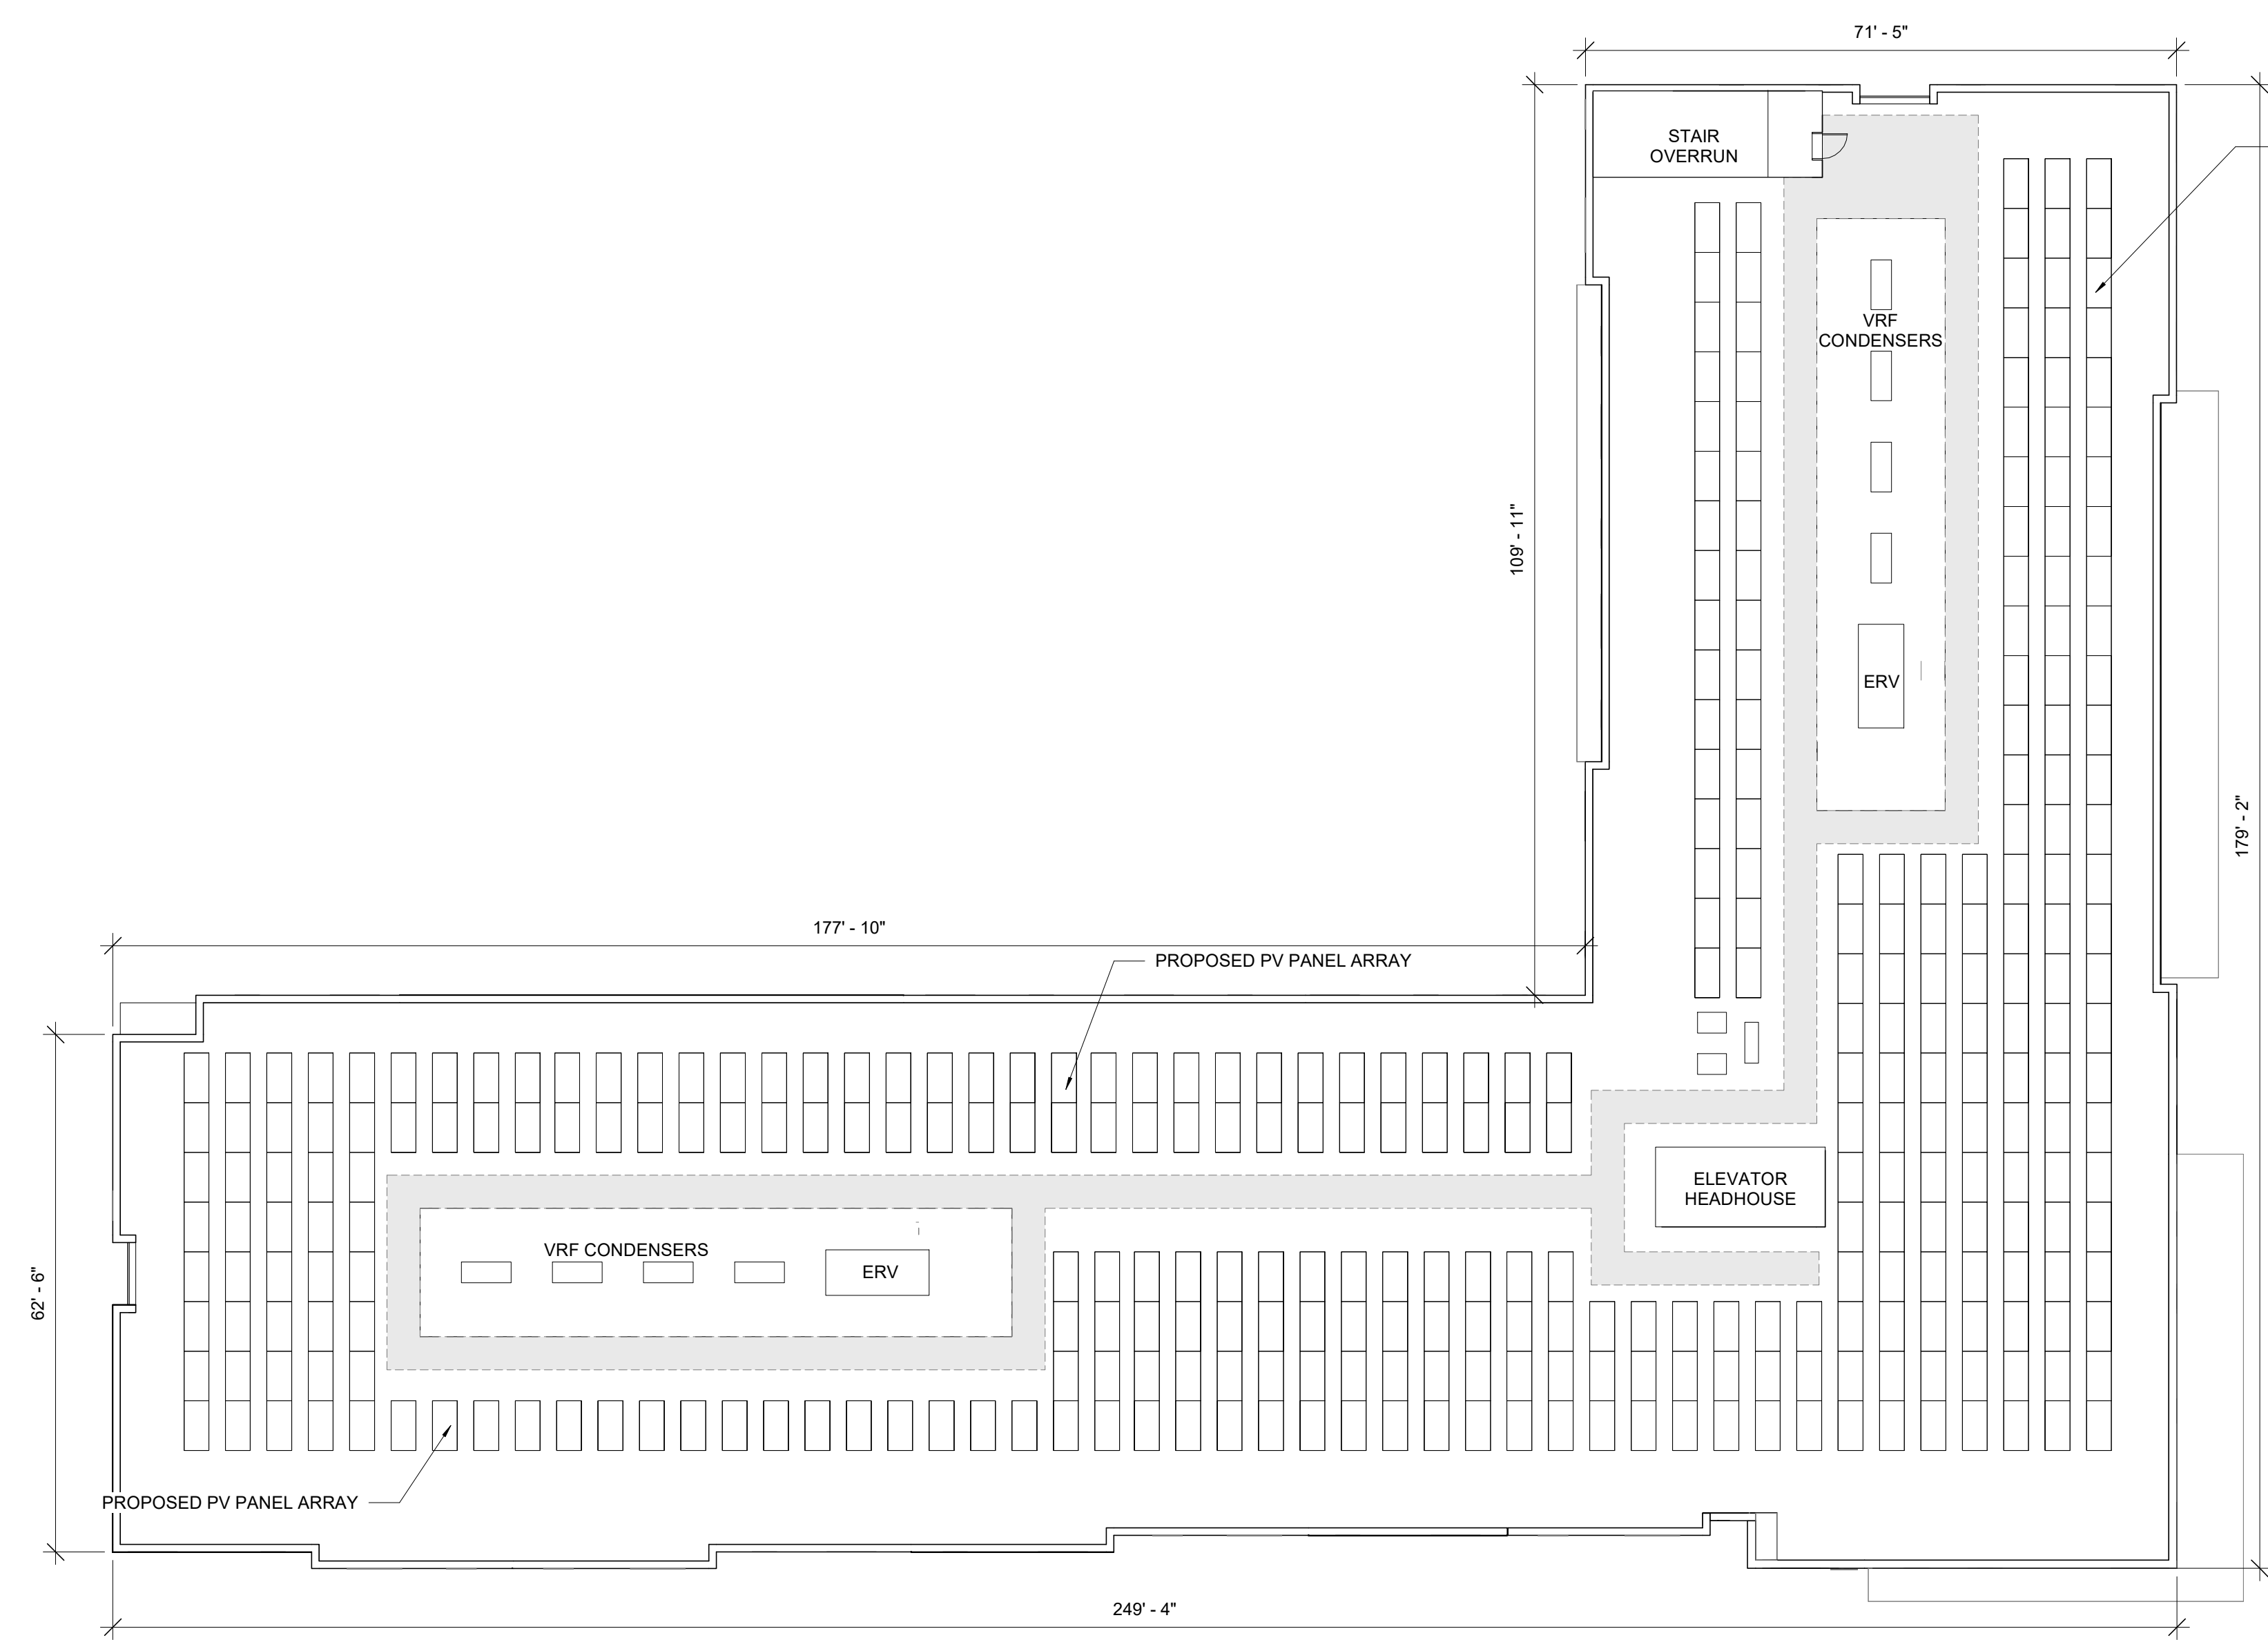 71' - 5"
STAIR
OVERRUN
VRF
CONDENSERS
109' - 11"
ERV
179' - 2"
177' - 10"
PROPOSED PV PANEL ARRAY
ELEVATOR
HEADHOUSE
VRF CONDENSERS
ERV
62' - 6"
PROPOSED PV PANEL ARRAY
249' - 4"